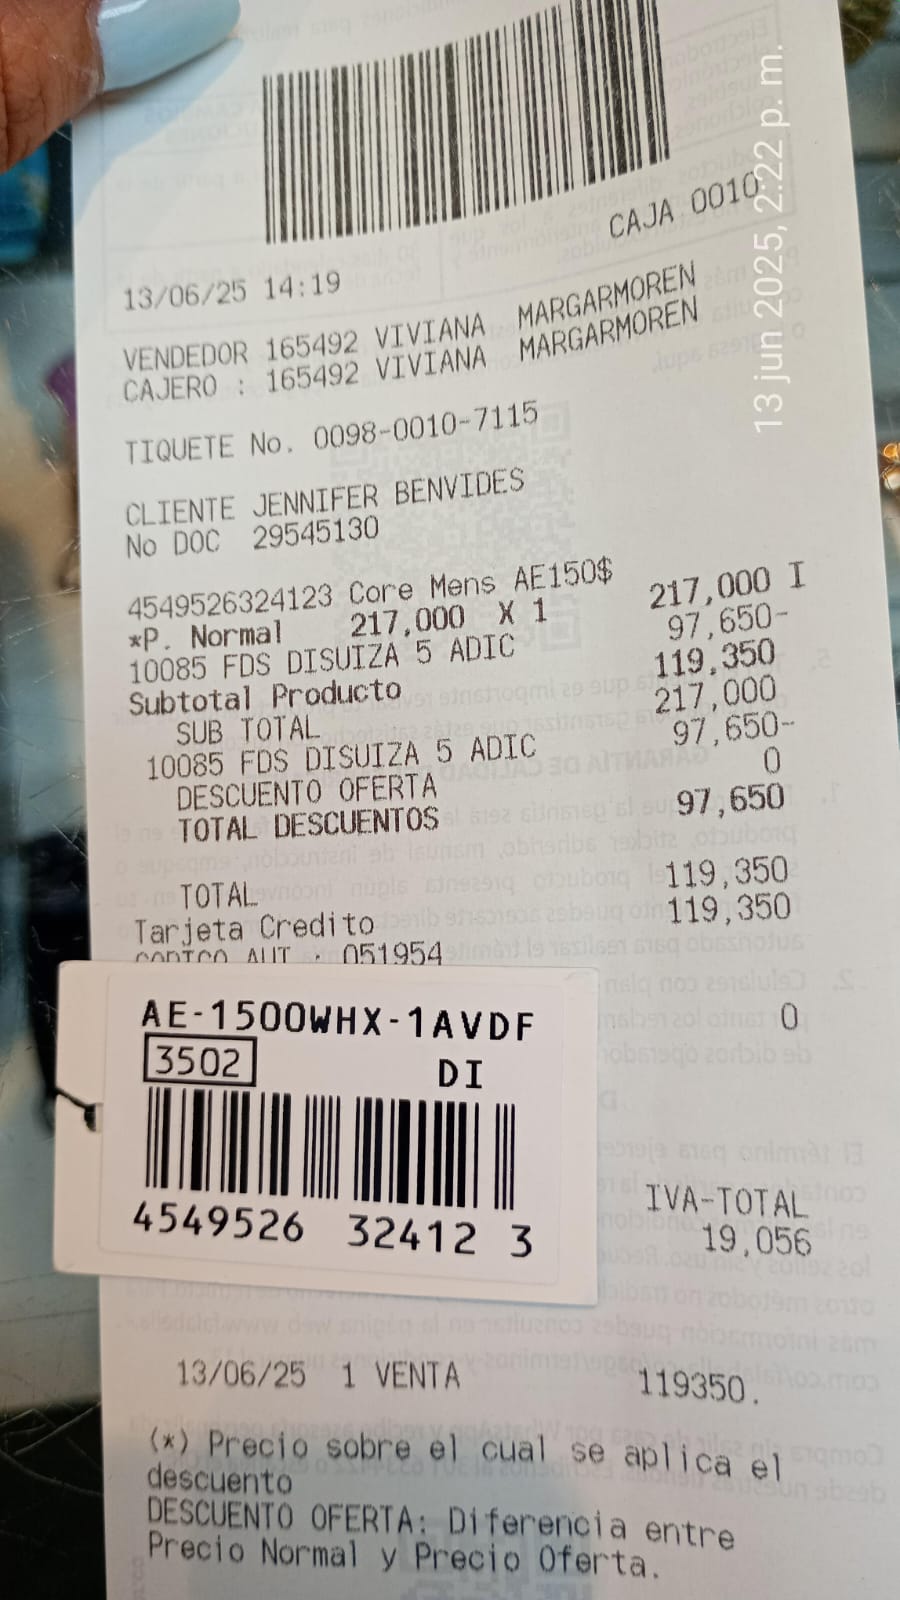 CAJA 0010
13 jun 2025, 2:22 p. m.
13/06/25 14:19
VENDEDOR 165492 VIVIANA MARGARMOREN
CAJERO : 165492 VIVIANA MARGARMOREN
TIQUETE No. 0098-0010-7115
CLIENTE JENNIFER BENVIDES
No DOC 29545130
4549526324123 Core Mens AE150$ 217,000 I
*P. Normal 217,000 X 1
10085 FDS DISUIZA 5 ADIC 97,650-
Subtotal Producto 119,350
SUB TOTAL 217,000
10085 FDS DISUIZA 5 ADIC 97,650-
DESCUENTO OFERTA 0
TOTAL DESCUENTOS 97,650
TOTAL 119,350
Tarjeta Credito 119,350
CODIGO AUT : 051954
0
AE-1500WHX-1AVDF
3502 DI
4549526 32412 3
IVA-TOTAL
19,056
13/06/25 1 VENTA 119350.
(*) Precio sobre el cual se aplica el
descuento
DESCUENTO OFERTA: Diferencia entre
Precio Normal y Precio Oferta.